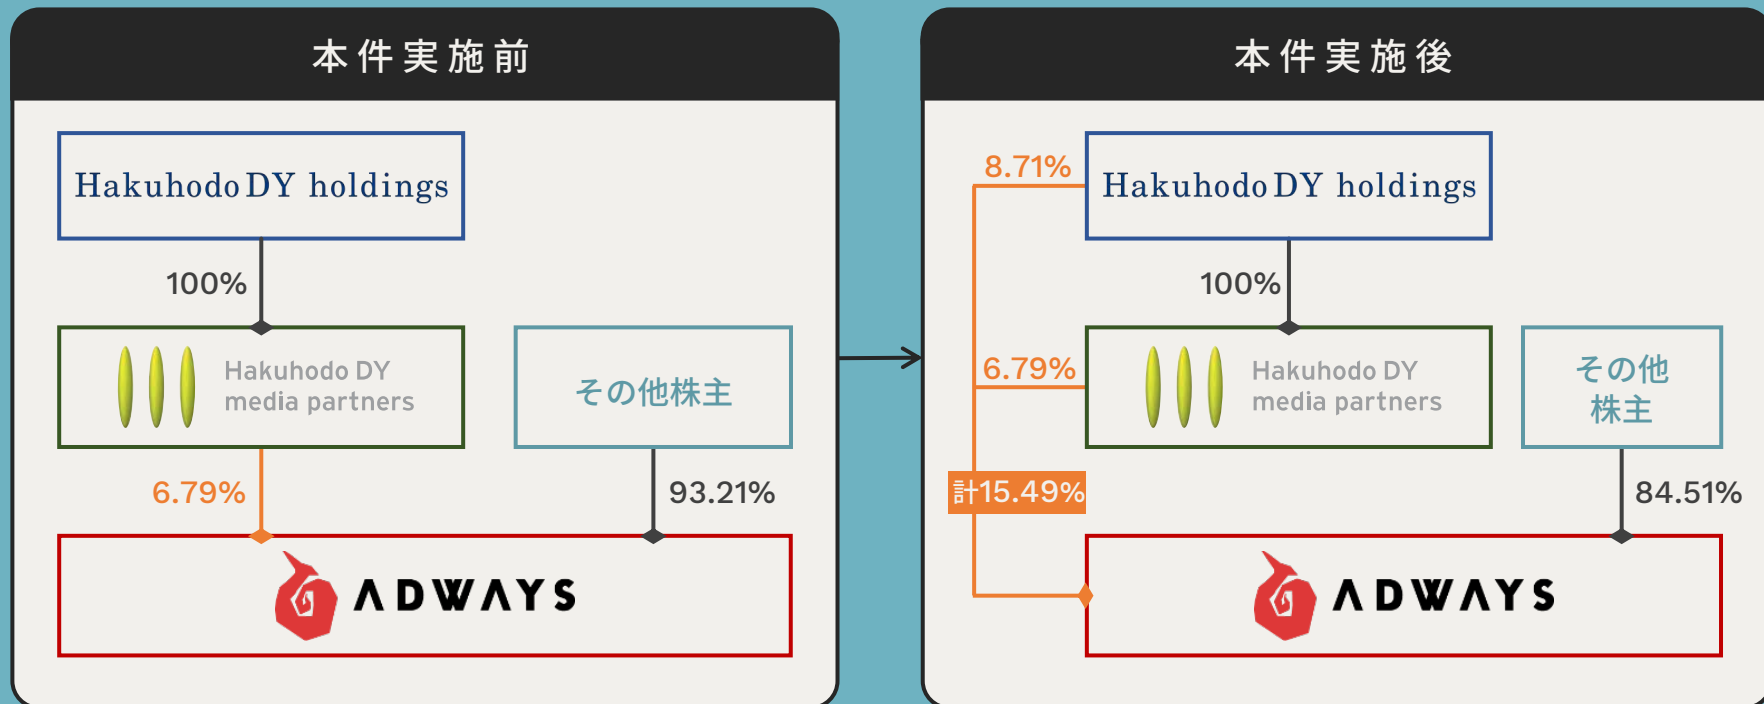 本件実施前
Hakuhodo DY holdings
100%
Hakuhodo DY
media partners
その他株主
6.79%
93.21%
ADWAYS
本件実施後
8.71%
Hakuhodo DY holdings
100%
6.79%
Hakuhodo DY
media partners
その他
株主
計15.49%
84.51%
ADWAYS